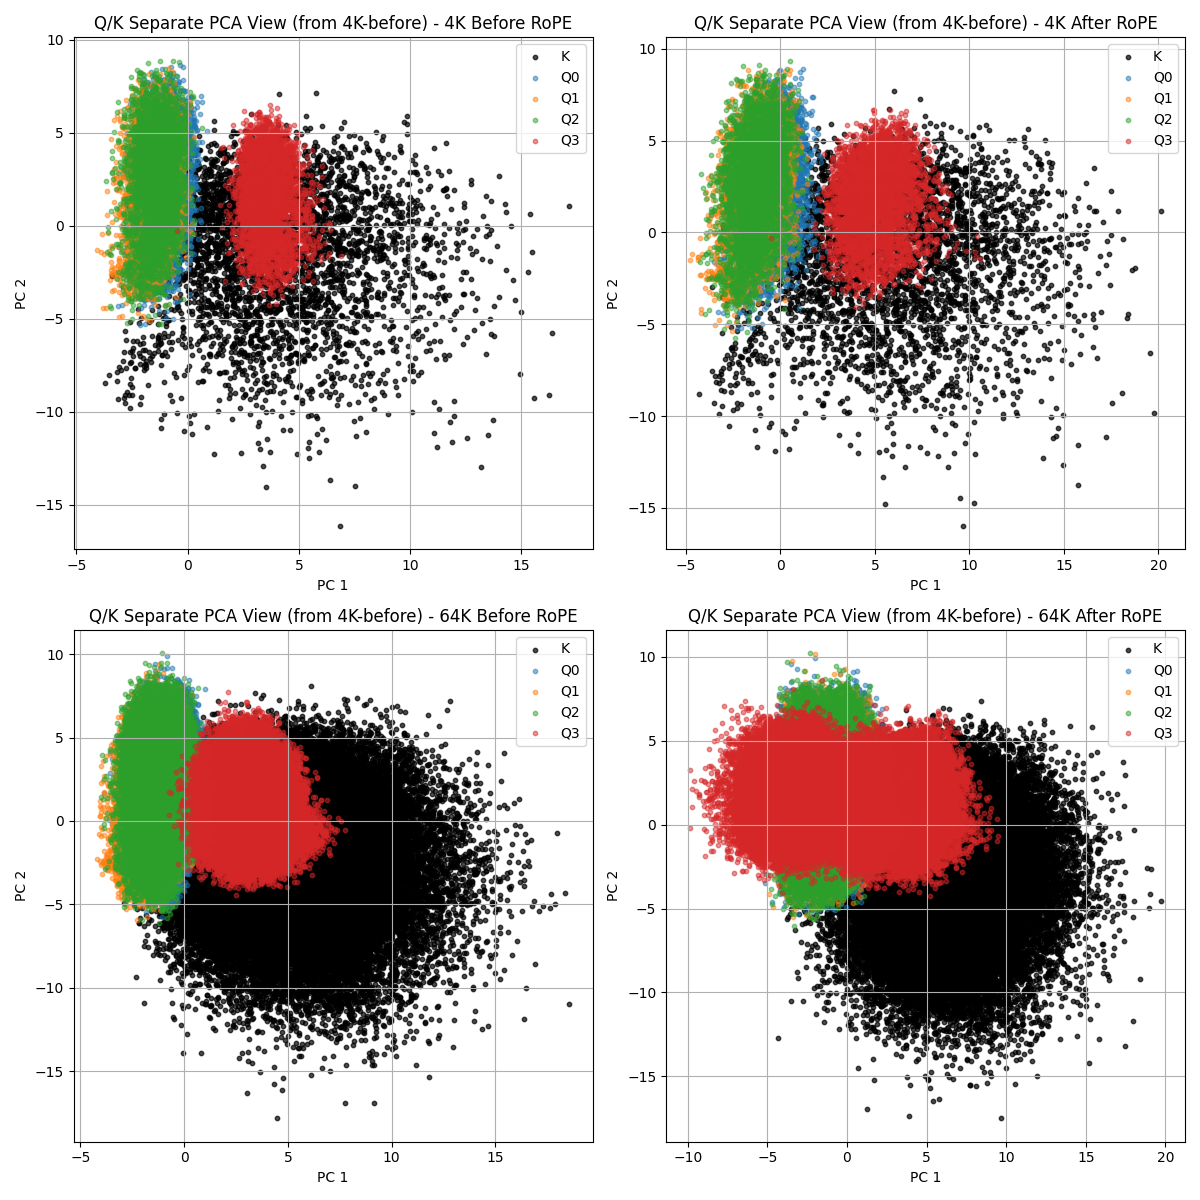 Q/K Separate PCA View (from 4K-before) - 4K Before RoPE
K
Q0
Q1
Q2
Q3
10
5
0
−5
−10
−15
PC 2
−5
0
5
10
15
PC 1
Q/K Separate PCA View (from 4K-before) - 4K After RoPE
K
Q0
Q1
Q2
Q3
10
5
0
−5
−10
−15
PC 2
−5
0
5
10
15
20
PC 1
Q/K Separate PCA View (from 4K-before) - 64K Before RoPE
K
Q0
Q1
Q2
Q3
10
5
0
−5
−10
−15
PC 2
−5
0
5
10
15
PC 1
Q/K Separate PCA View (from 4K-before) - 64K After RoPE
K
Q0
Q1
Q2
Q3
10
5
0
−5
−10
−15
PC 2
−10
−5
0
5
10
15
20
PC 1